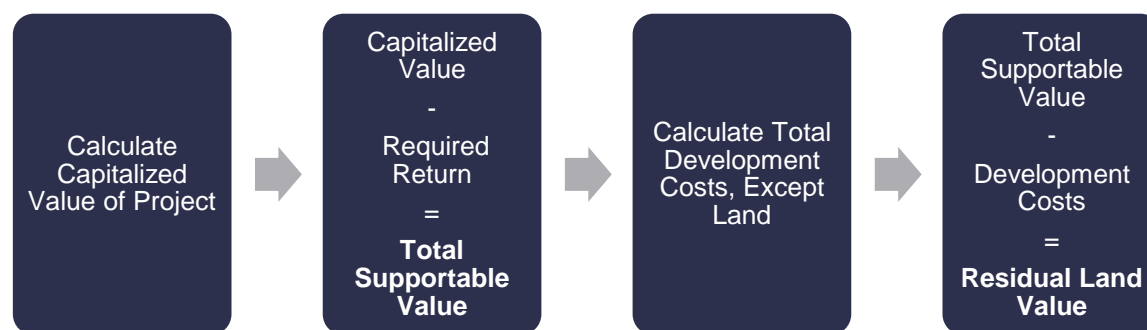 Calculate
Capitalized
Value of Project
Capitalized
Value
-
Required
Return
=
Total
Supportable
Value
Calculate Total
Development
Costs, Except
Land
Total
Supportable
Value
-
Development
Costs
=
Residual Land
Value